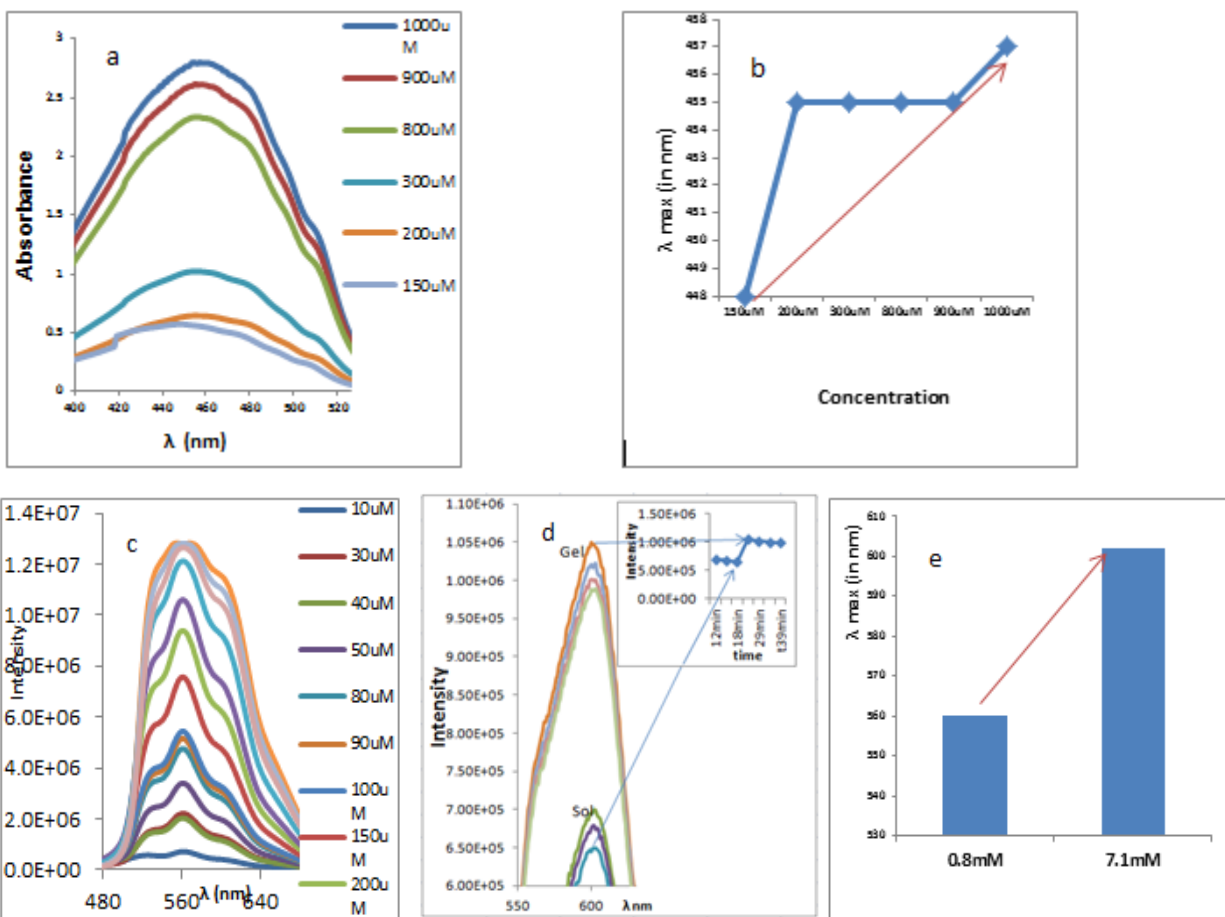 a
3
2.5
2
1.5
1
0.5
0
Absorbance
400 420 440 460 480 500 520
λ (nm)
1000u
M
900uM
800uM
300uM
200uM
150uM
b
458
457
456
455
454
453
452
451
450
449
448
λ max (in nm)
150uM 200uM 300uM 800uM 900uM 1000uM
Concentration
c
1.4E+07
1.2E+07
1.0E+07
8.0E+06
6.0E+06
4.0E+06
2.0E+06
0.0E+00
Intensity
480 560 640
λ (nm)
10uM
30uM
40uM
50uM
80uM
90uM
100u
M
150u
M
200u
M
d
1.10E+06
1.05E+06
1.00E+06
9.50E+05
9.00E+05
8.50E+05
8.00E+05
7.50E+05
7.00E+05
6.50E+05
6.00E+05
Intensity
Gel
Sol
550 600
λ nm
1.50E+06
1.00E+06
5.00E+05
0.00E+00
Intensity
12min
18min
29min
t39min
time
e
610
600
590
580
570
560
550
540
530
λ max (in nm)
0.8mM 7.1mM